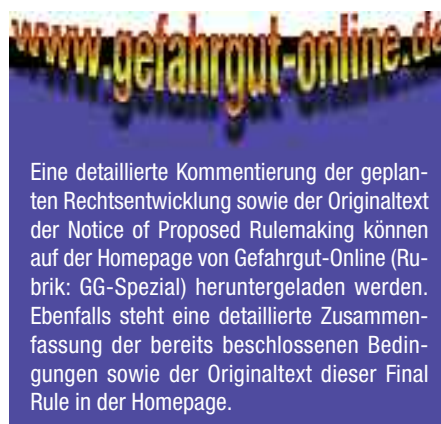 www.gefahrgut-online.de
Eine detaillierte Kommentierung der geplan-
ten Rechtsentwicklung sowie der Originaltext
der Notice of Proposed Rulemaking können
auf der Homepage von Gefahrgut-Online (Ru-
brik: GG-Spezial) heruntergeladen werden.
Ebenfalls steht eine detaillierte Zusammen-
fassung der bereits beschlossenen Bedin-
gungen sowie der Originaltext dieser Final
Rule in der Homepage.